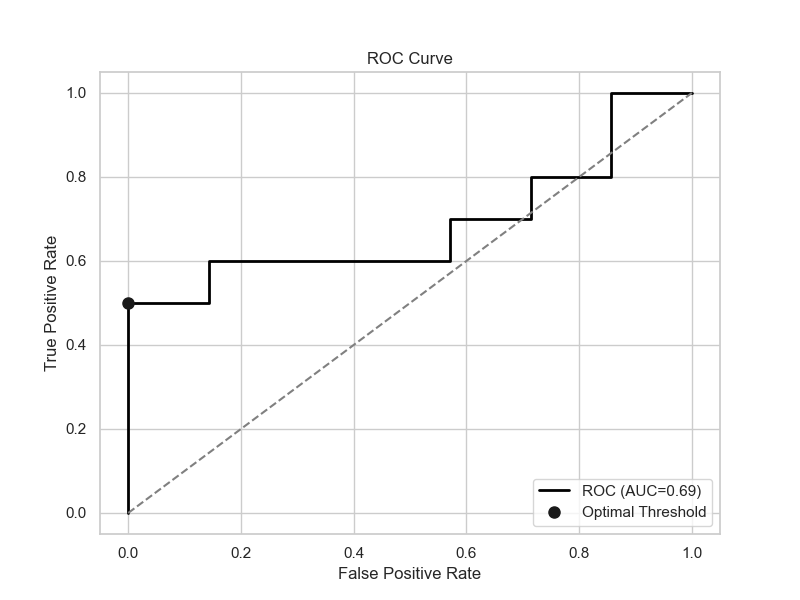 ROC Curve
1.0
0.8
0.6
0.4
0.2
0.0
True Positive Rate
0.0 0.2 0.4 0.6 0.8 1.0
False Positive Rate
ROC (AUC=0.69)
Optimal Threshold